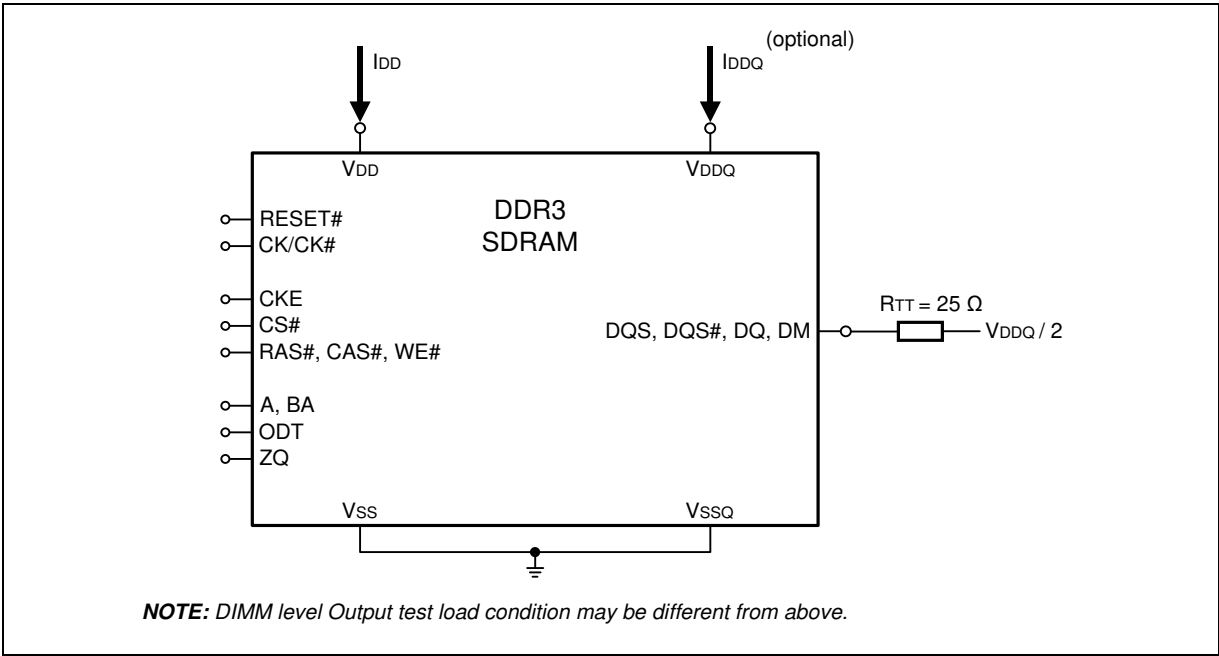 (optional)
IDD
IDDQ
VDD
VDDQ
DDR3
SDRAM
RESET#
CK/CK#
CKE
CS#
RAS#, CAS#, WE#
A, BA
ODT
ZQ
DQS, DQS#, DQ, DM
RTT = 25 Ω
VDDQ / 2
VSS
VSSQ
NOTE: DIMM level Output test load condition may be different from above.